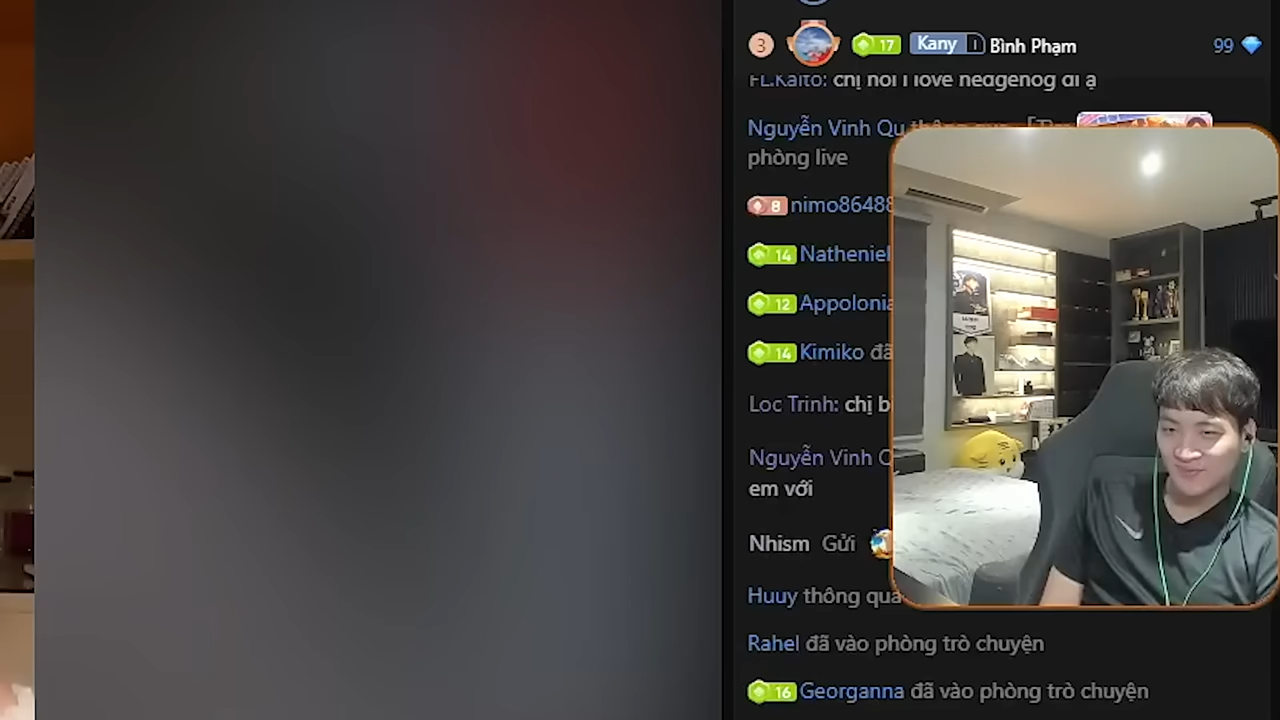 3 17 Kany I Bình Phạm 99
FL.Kaito: chị nói i love hedgehog đi ạ
Nguyễn Vinh Qu
phòng live
8 nimo86488
14 Natheniel
12 Appolonia
14 Kimiko đã
Loc Trinh: chị b
Nguyễn Vinh Q
em với
Nhism Gửi
Huuy thông qua
Rahel đã vào phòng trò chuyện
16 Georganna đã vào phòng trò chuyện